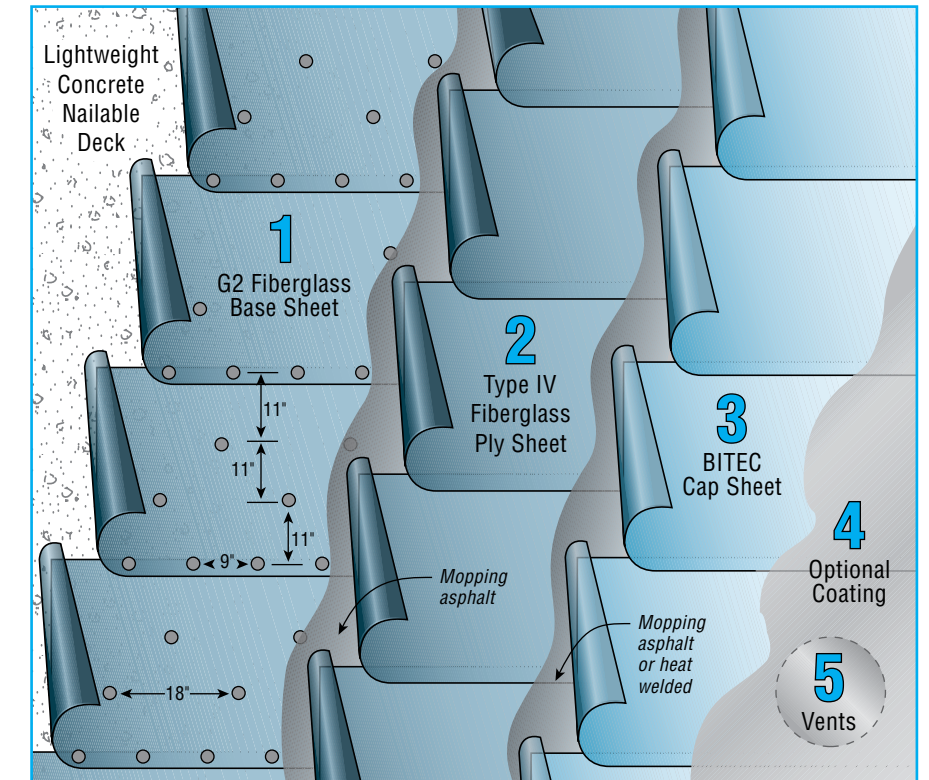 Lightweight
Concrete
Nailable
Deck
1
G2 Fiberglass
Base Sheet
11"
11"
11"
9"
18"
2
Type IV
Fiberglass
Ply Sheet
Mopping
asphalt
3
BITEC
Cap Sheet
Mopping
asphalt
or heat
welded
4
Optional
Coating
5
Vents